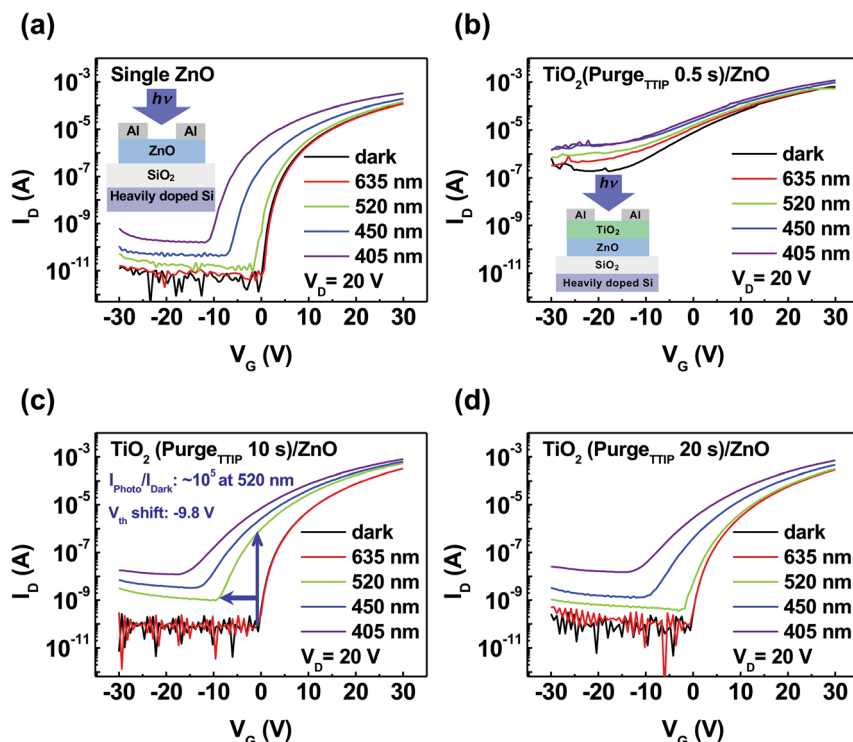 (a)
Single ZnO
hν
Al Al
ZnO
SiO2
Heavily doped Si
dark
635 nm
520 nm
450 nm
405 nm
VD= 20 V
10-3
10-5
10-7
10-9
10-11
ID (A)
-30 -20 -10 0 10 20 30
VG (V)
(b)
TiO2(PurgeTTIP 0.5 s)/ZnO
dark
635 nm
520 nm
450 nm
405 nm
VD= 20 V
hν
Al Al
TiO2
ZnO
SiO2
Heavily doped Si
10-3
10-5
10-7
10-9
10-11
ID (A)
-30 -20 -10 0 10 20 30
VG (V)
(c)
TiO2 (PurgeTTIP 10 s)/ZnO
IPhoto/IDark: ~10^5 at 520 nm
Vth shift: -9.8 V
dark
635 nm
520 nm
450 nm
405 nm
VD= 20 V
10-3
10-5
10-7
10-9
10-11
ID (A)
-30 -20 -10 0 10 20 30
VG (V)
(d)
TiO2 (PurgeTTIP 20 s)/ZnO
dark
635 nm
520 nm
450 nm
405 nm
VD= 20 V
10-3
10-5
10-7
10-9
10-11
ID (A)
-30 -20 -10 0 10 20 30
VG (V)